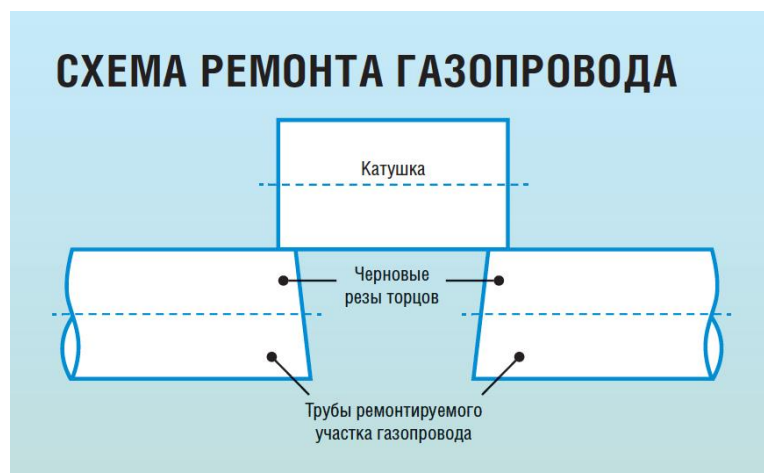 СХЕМА РЕМОНТА ГАЗОПРОВОДА
Катушка
Черновые
резы торцов
Трубы ремонтируемого
участка газопровода